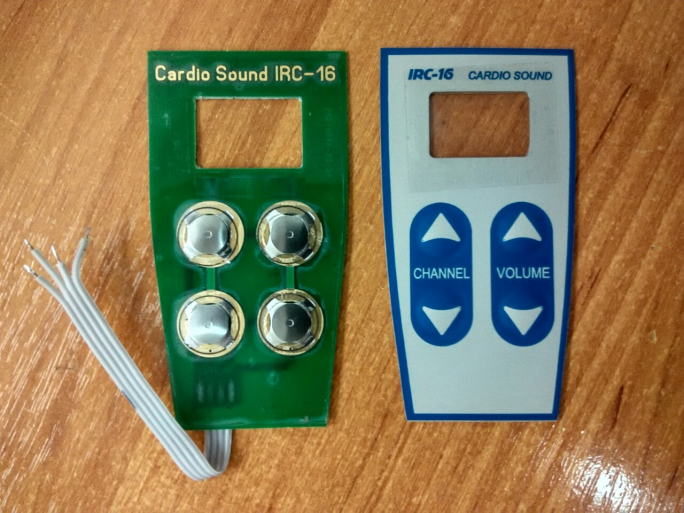 Cardio Sound IRC-16
IRC-16 CARDIO SOUND
CHANNEL
VOLUME